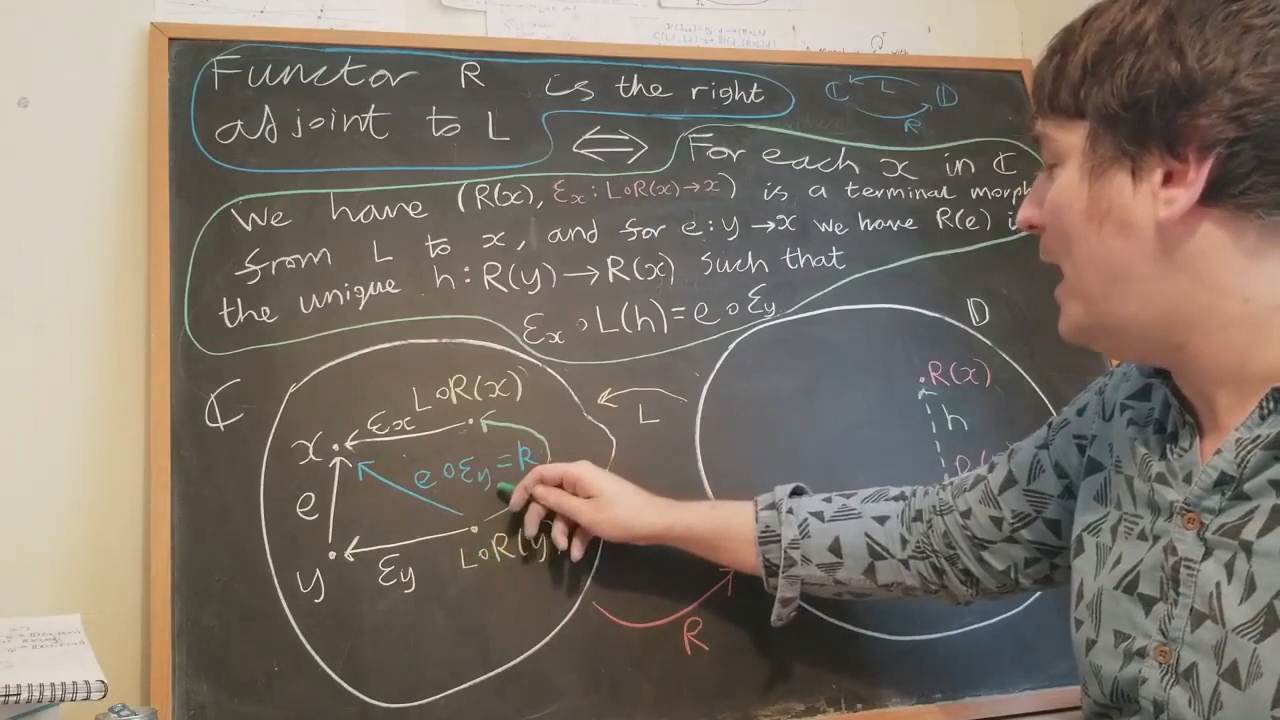 Functor R is the right
adjoint to L
ℂ L 𝔻
R
⟺ For each x in ℂ
We have (R(x), εx : L∘R(x)→x) is a terminal morph
from L to x, and for e : y →x we have R(e) i
the unique h : R(y)→R(x) such that
εx ∘ L(h) = e ∘ εy
ℂ
L∘R(x)
εx
x
e∘εy = k
e
L∘R(y)
εy
y
L
R
𝔻
R(x)
h